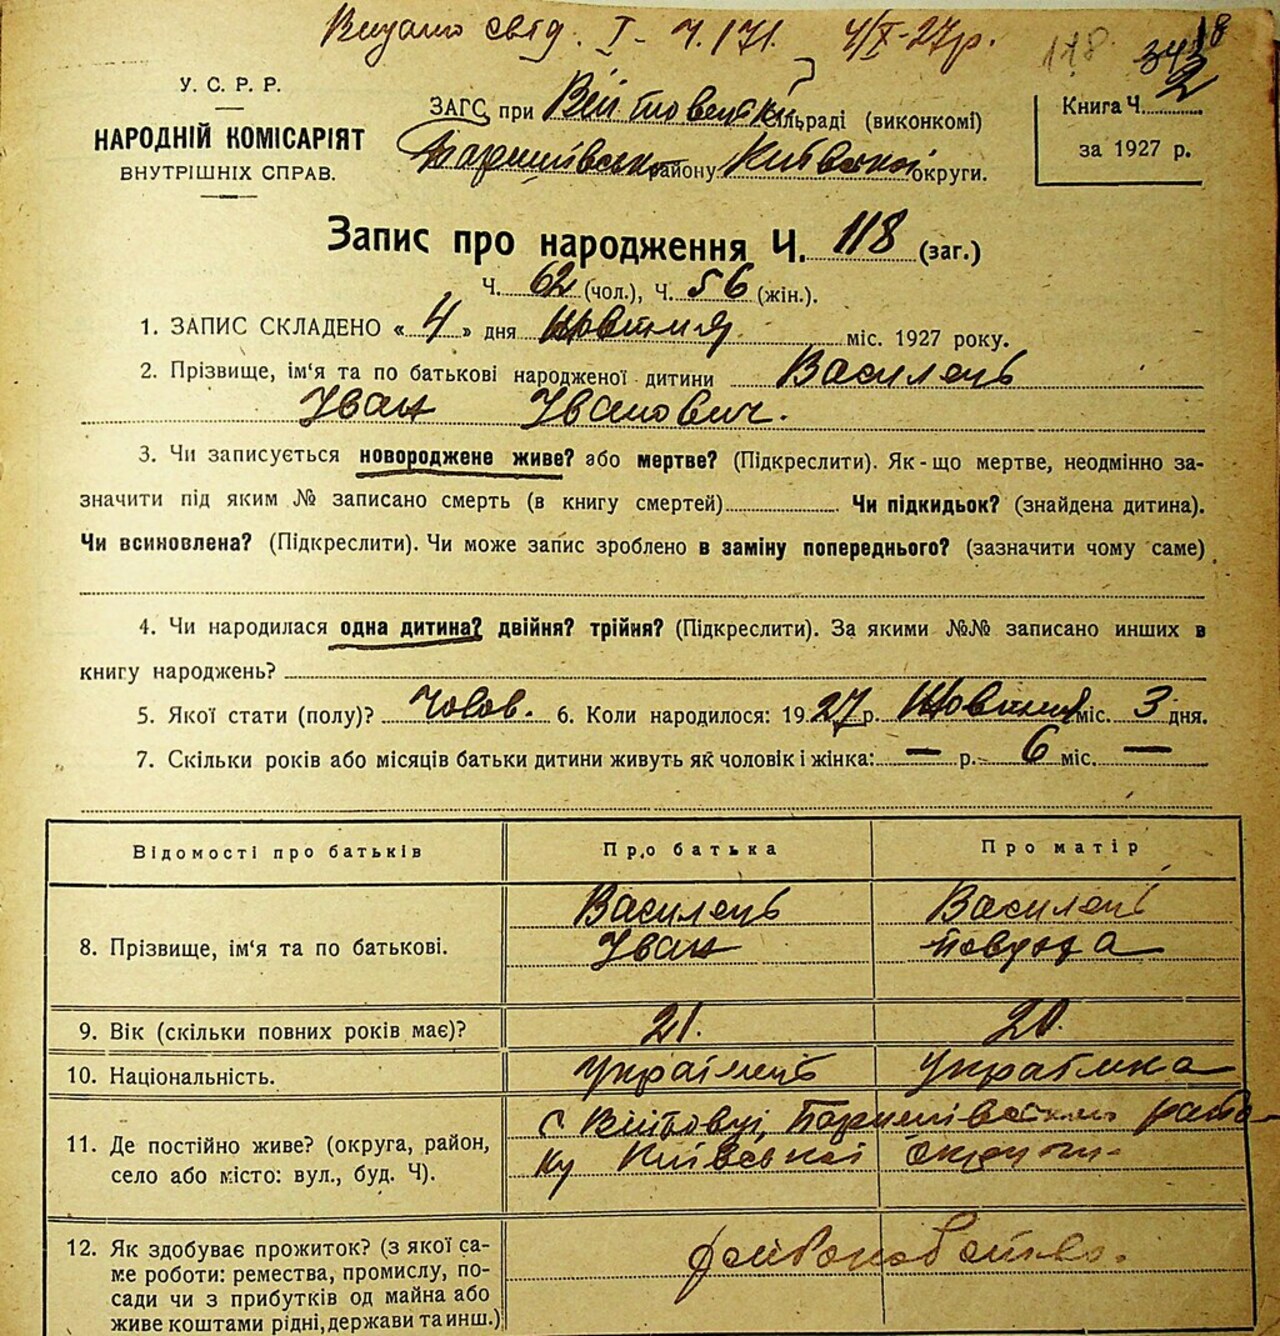 Видано свід. I - Ч. 171. 4/X-27р.
118. 343 18
У. С. Р. Р.
НАРОДНІЙ КОМІСАРІЯТ
ВНУТРІШНІХ СПРАВ.
ЗАГС при Війтовецькій сільраді (виконкомі)
Баришівськ району Київської округи.
Книга Ч. 2
за 1927 р.
Запис про народження Ч. 118 (заг.)
Ч. 62 (чол.), Ч. 56 (жін.).
1. ЗАПИС СКЛАДЕНО « 4 » дня Жовтня міс. 1927 року.
2. Прізвище, ім'я та по батькові народженої дитини Василець
Іван Іванович.
3. Чи записується новороджене живе? або мертве? (Підкреслити). Як-що мертве, неодмінно за-
значити під яким № записано смерть (в книгу смертей) Чи підкидьок? (знайдена дитина).
Чи всиновлена? (Підкреслити). Чи може запис зроблено в заміну попереднього? (зазначити чому саме)
4. Чи народилася одна дитина? двійня? трійня? (Підкреслити). За якими №№ записано инших в
книгу народжень?
5. Якої стати (полу)? Чолов. 6. Коли народилося: 1927 р. Жовтня міс. 3 дня.
7. Скільки років або місяців батьки дитини живуть як чоловік і жінка: — р. 6 міс. —
Відомості про батьків Про батька Про матір
8. Прізвище, ім'я та по батькові. Василець Іван Василець
9. Вік (скільки повних років має)? 21. 20.
10. Національність. Українець Українка
11. Де постійно живе? (округа, район, с Війтовці, Баришівського райо-
село або місто: вул., буд. Ч). ну Київської округи.
12. Як здобуває прожиток? (з якої са-
ме роботи: ремества, промислу, по-
сади чи з прибутків од майна або
живе коштами рідні, держави та инш.)